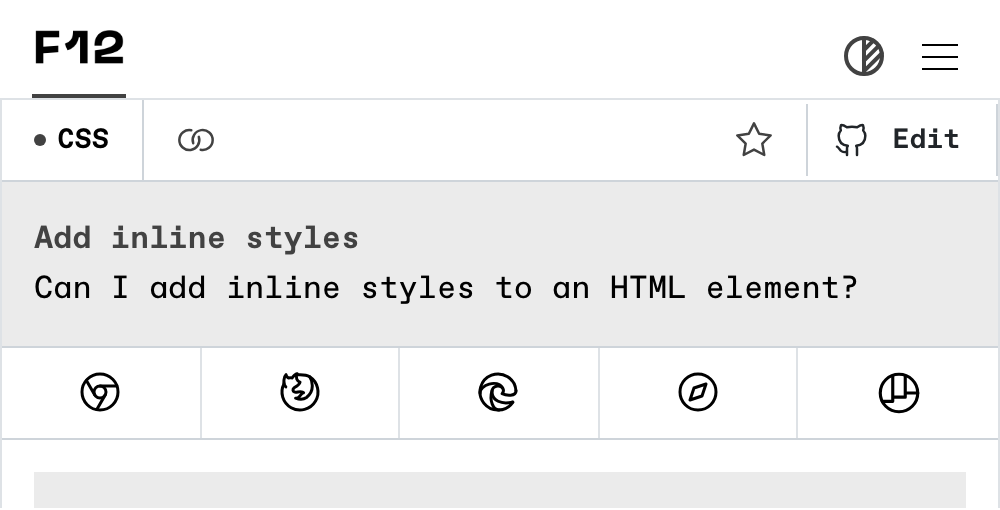 F12
CSS
Edit
Add inline styles
Can I add inline styles to an HTML element?